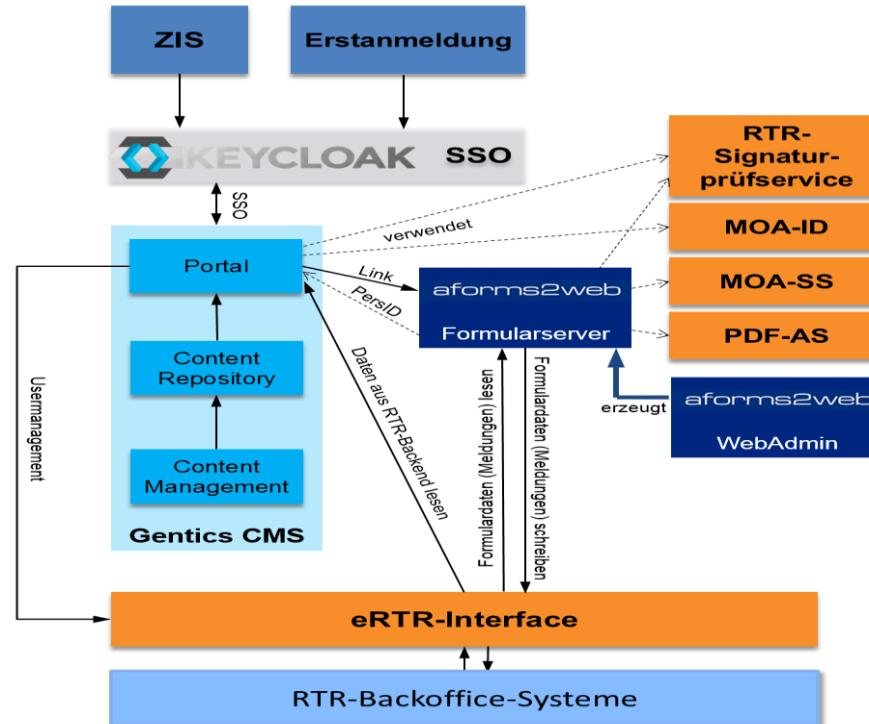 ZIS
Erstanmeldung
KEYCLOAK SSO
SSO
RTR-
Signatur-
prüfservice
MOA-ID
MOA-SS
PDF-AS
verwendet
Portal
Link
PersID
aforms2web
Formularserver
Content
Repository
Content
Management
Gentics CMS
Usermanagement
Daten aus RTR-Backend lesen
Formulardaten (Meldungen) lesen
Formulardaten (Meldungen) schreiben
erzeugt
aforms2web
WebAdmin
eRTR-Interface
RTR-Backoffice-Systeme